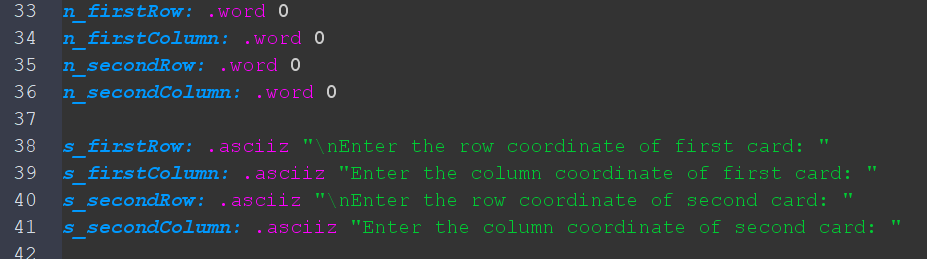 33 n_firstRow: .word 0
34 n_firstColumn: .word 0
35 n_secondRow: .word 0
36 n_secondColumn: .word 0
37
38 s_firstRow: .asciiz "\nEnter the row coordinate of first card: "
39 s_firstColumn: .asciiz "Enter the column coordinate of first card: "
40 s_secondRow: .asciiz "\nEnter the row coordinate of second card: "
41 s_secondColumn: .asciiz "Enter the column coordinate of second card: "
42